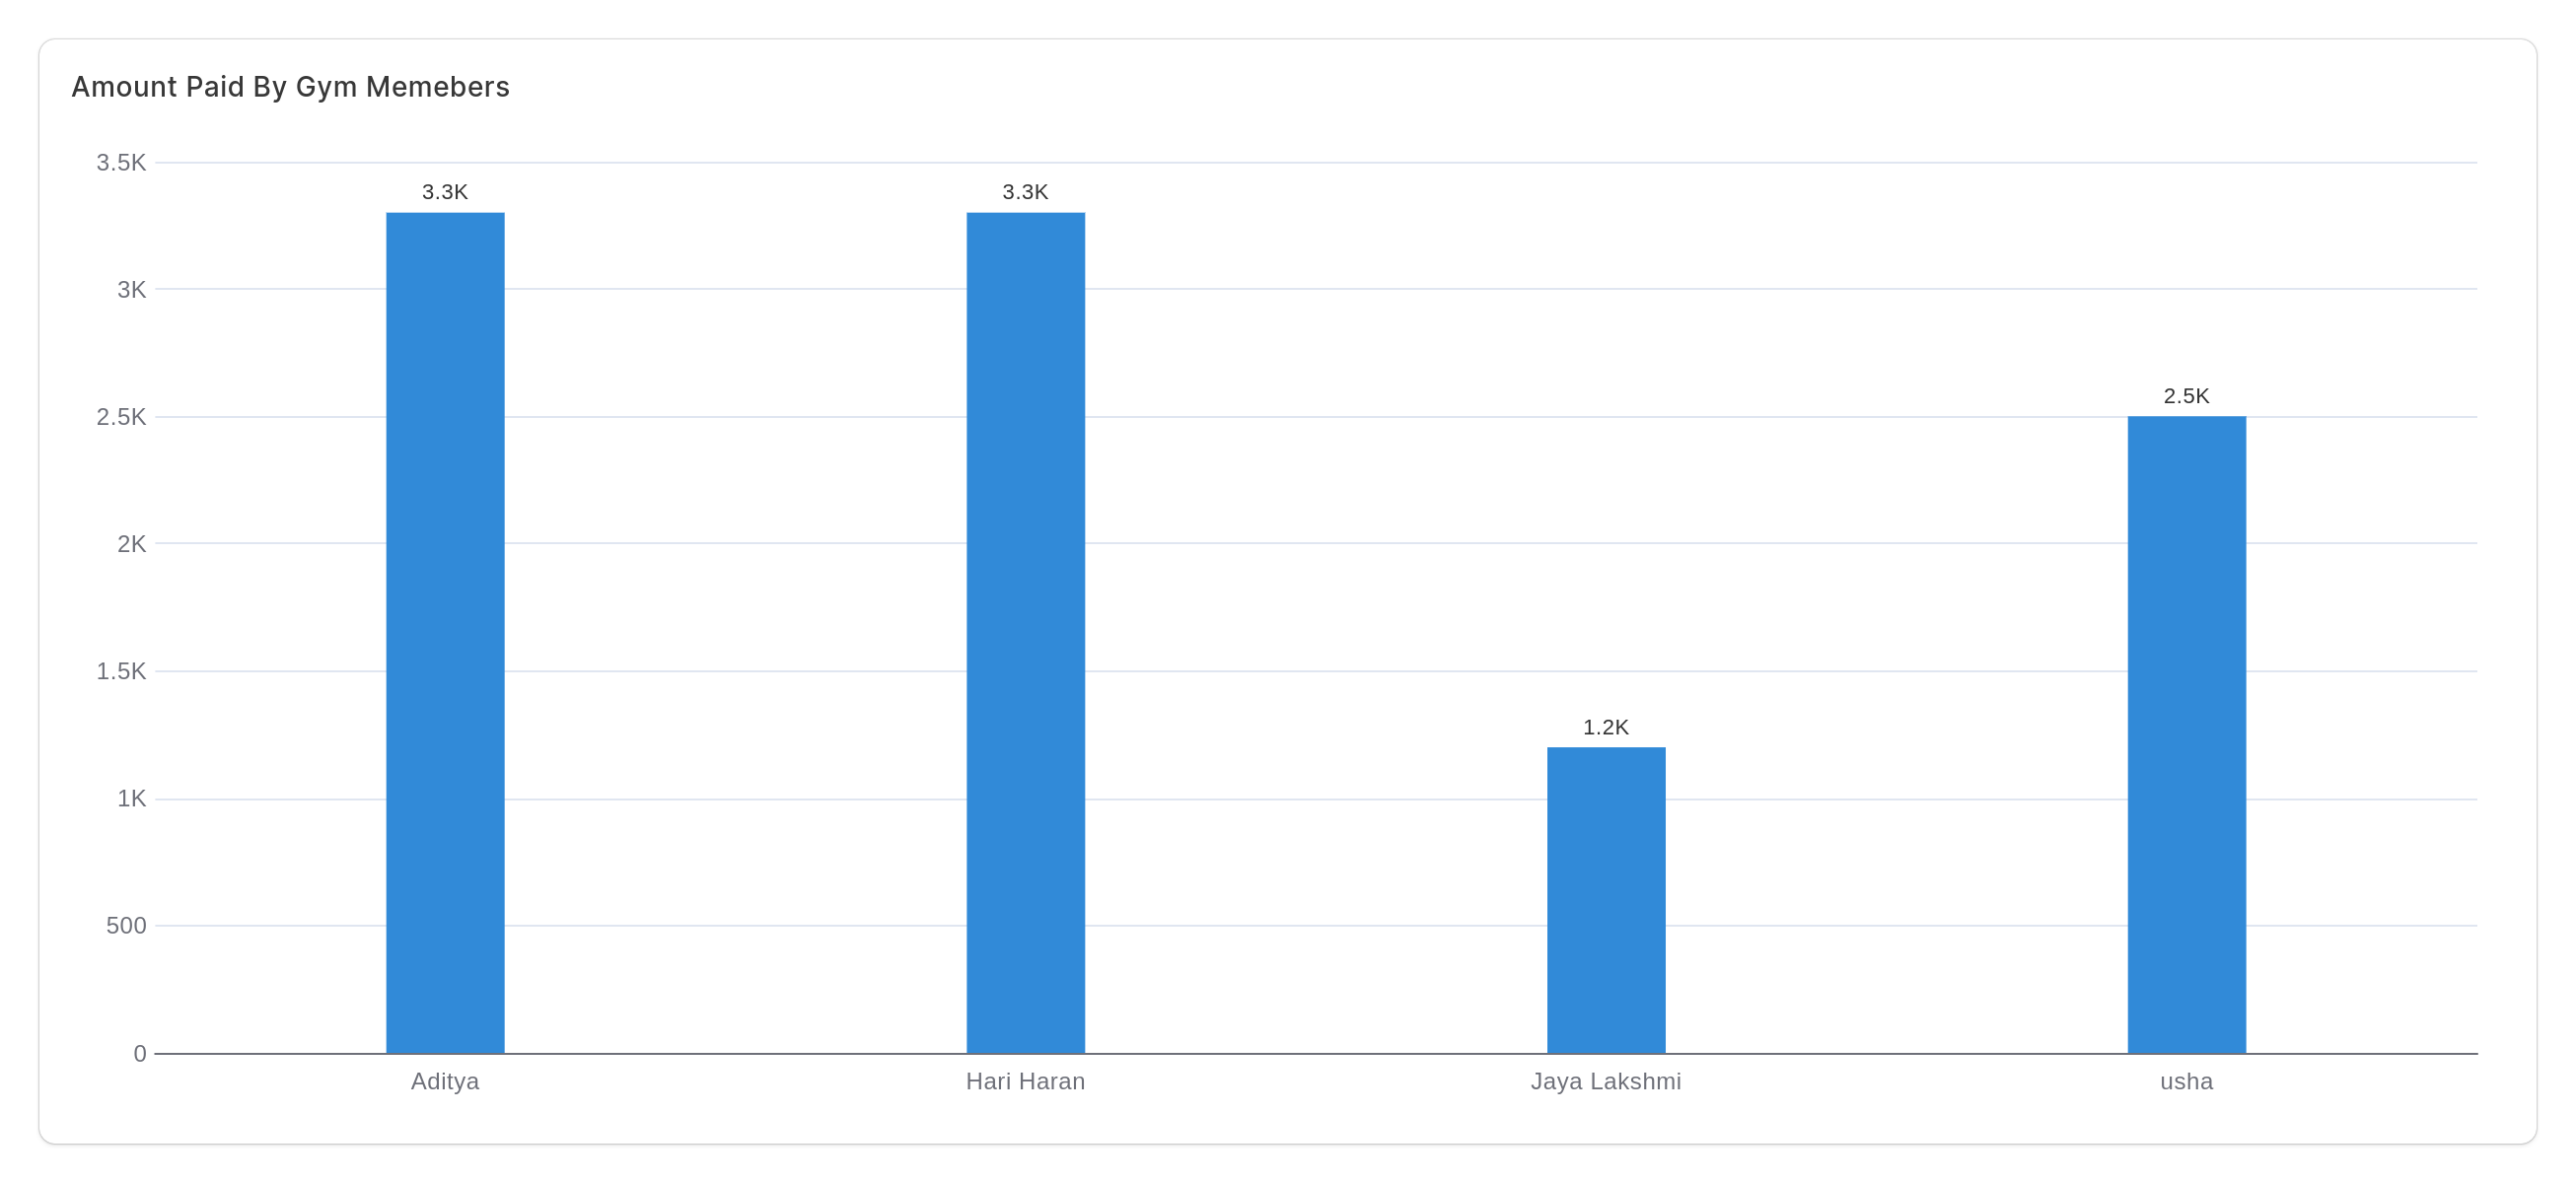 Amount Paid By Gym Memebers
3.5K
3.3K
3.3K
3K
2.5K
2.5K
2K
1.5K
1.2K
1K
500
0
Aditya
Hari Haran
Jaya Lakshmi
usha